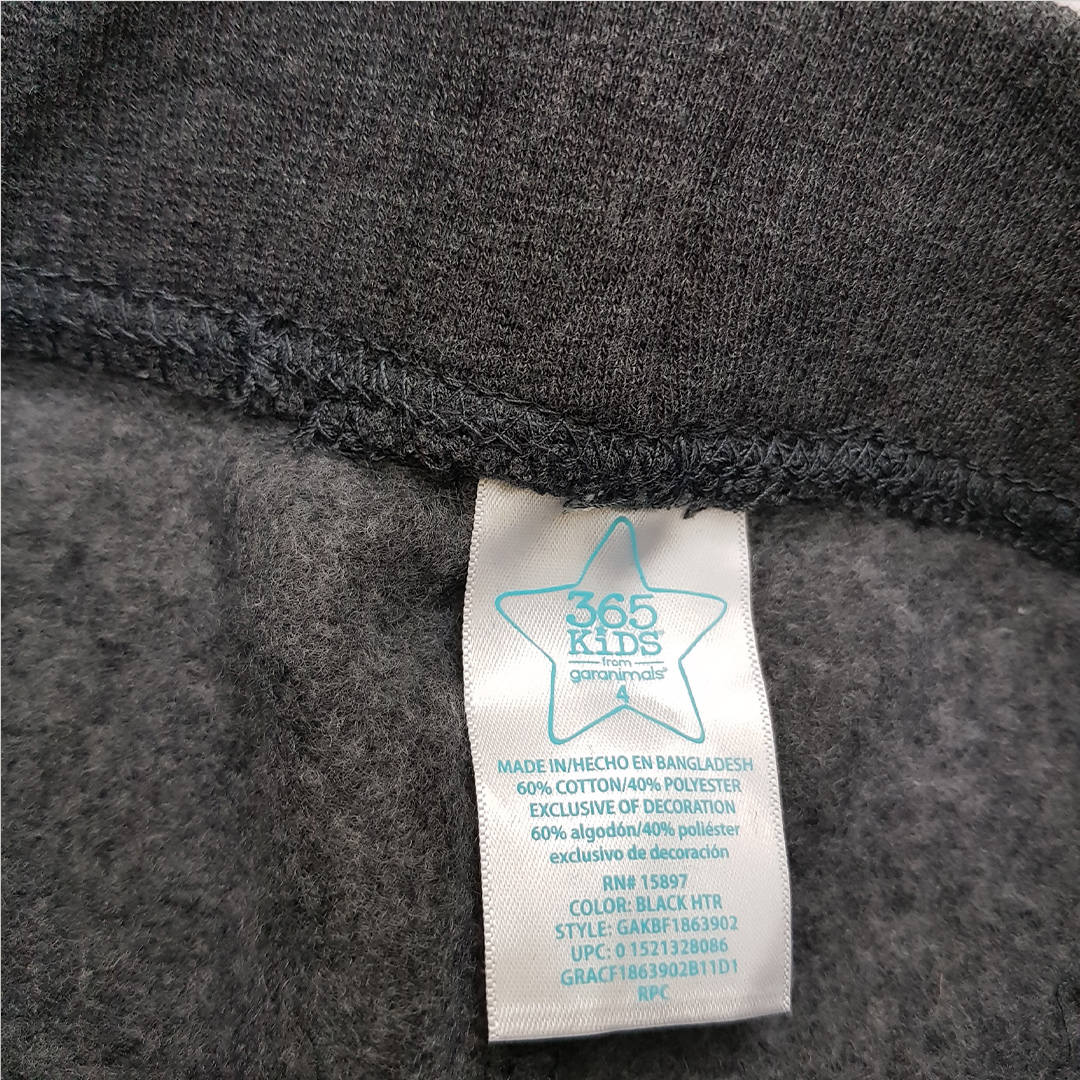 365
KiDS
from
garanimals®
4
MADE IN/HECHO EN BANGLADESH
60% COTTON/40% POLYESTER
EXCLUSIVE OF DECORATION
60% algodón/40% poliéster
exclusivo de decoración
RN# 15897
COLOR: BLACK HTR
STYLE: GAKBF1863902
UPC: 0 1521328086
GRACF1863902B11D1
RPC